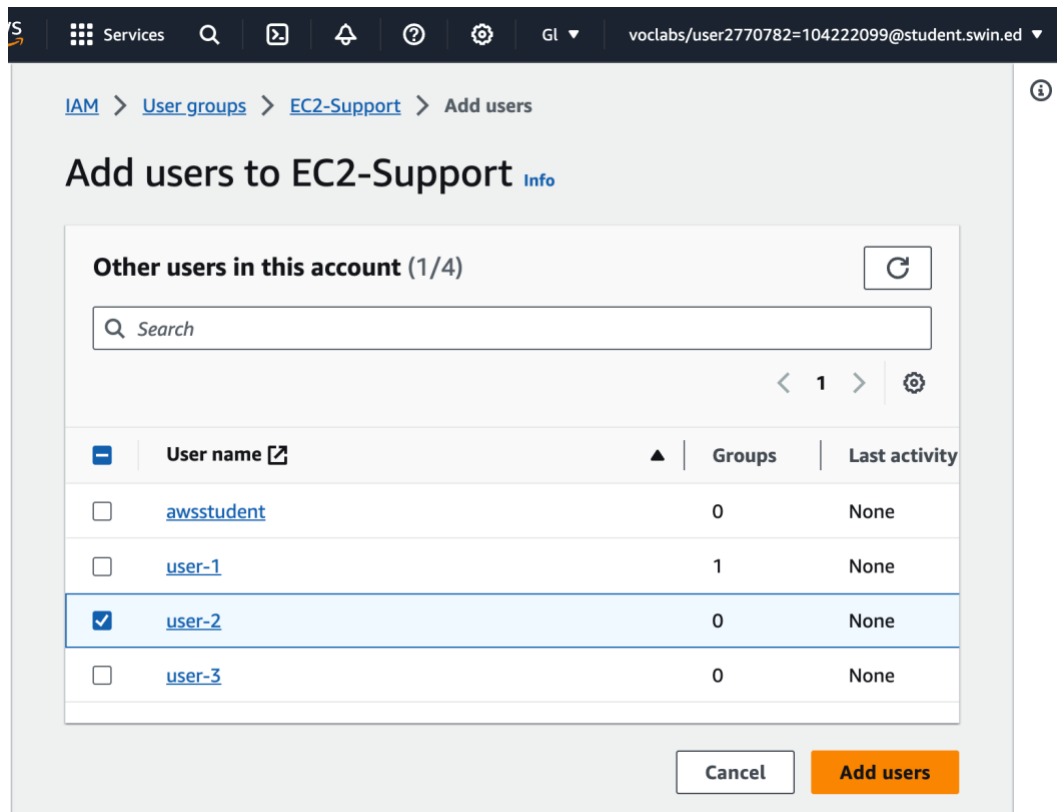 Services Gl voclabs/user2770782=104222099@student.swin.ed
IAM > User groups > EC2-Support > Add users
Add users to EC2-Support Info
Other users in this account (1/4)
Search
1
User name Groups Last activity
awsstudent 0 None
user-1 1 None
user-2 0 None
user-3 0 None
Cancel Add users